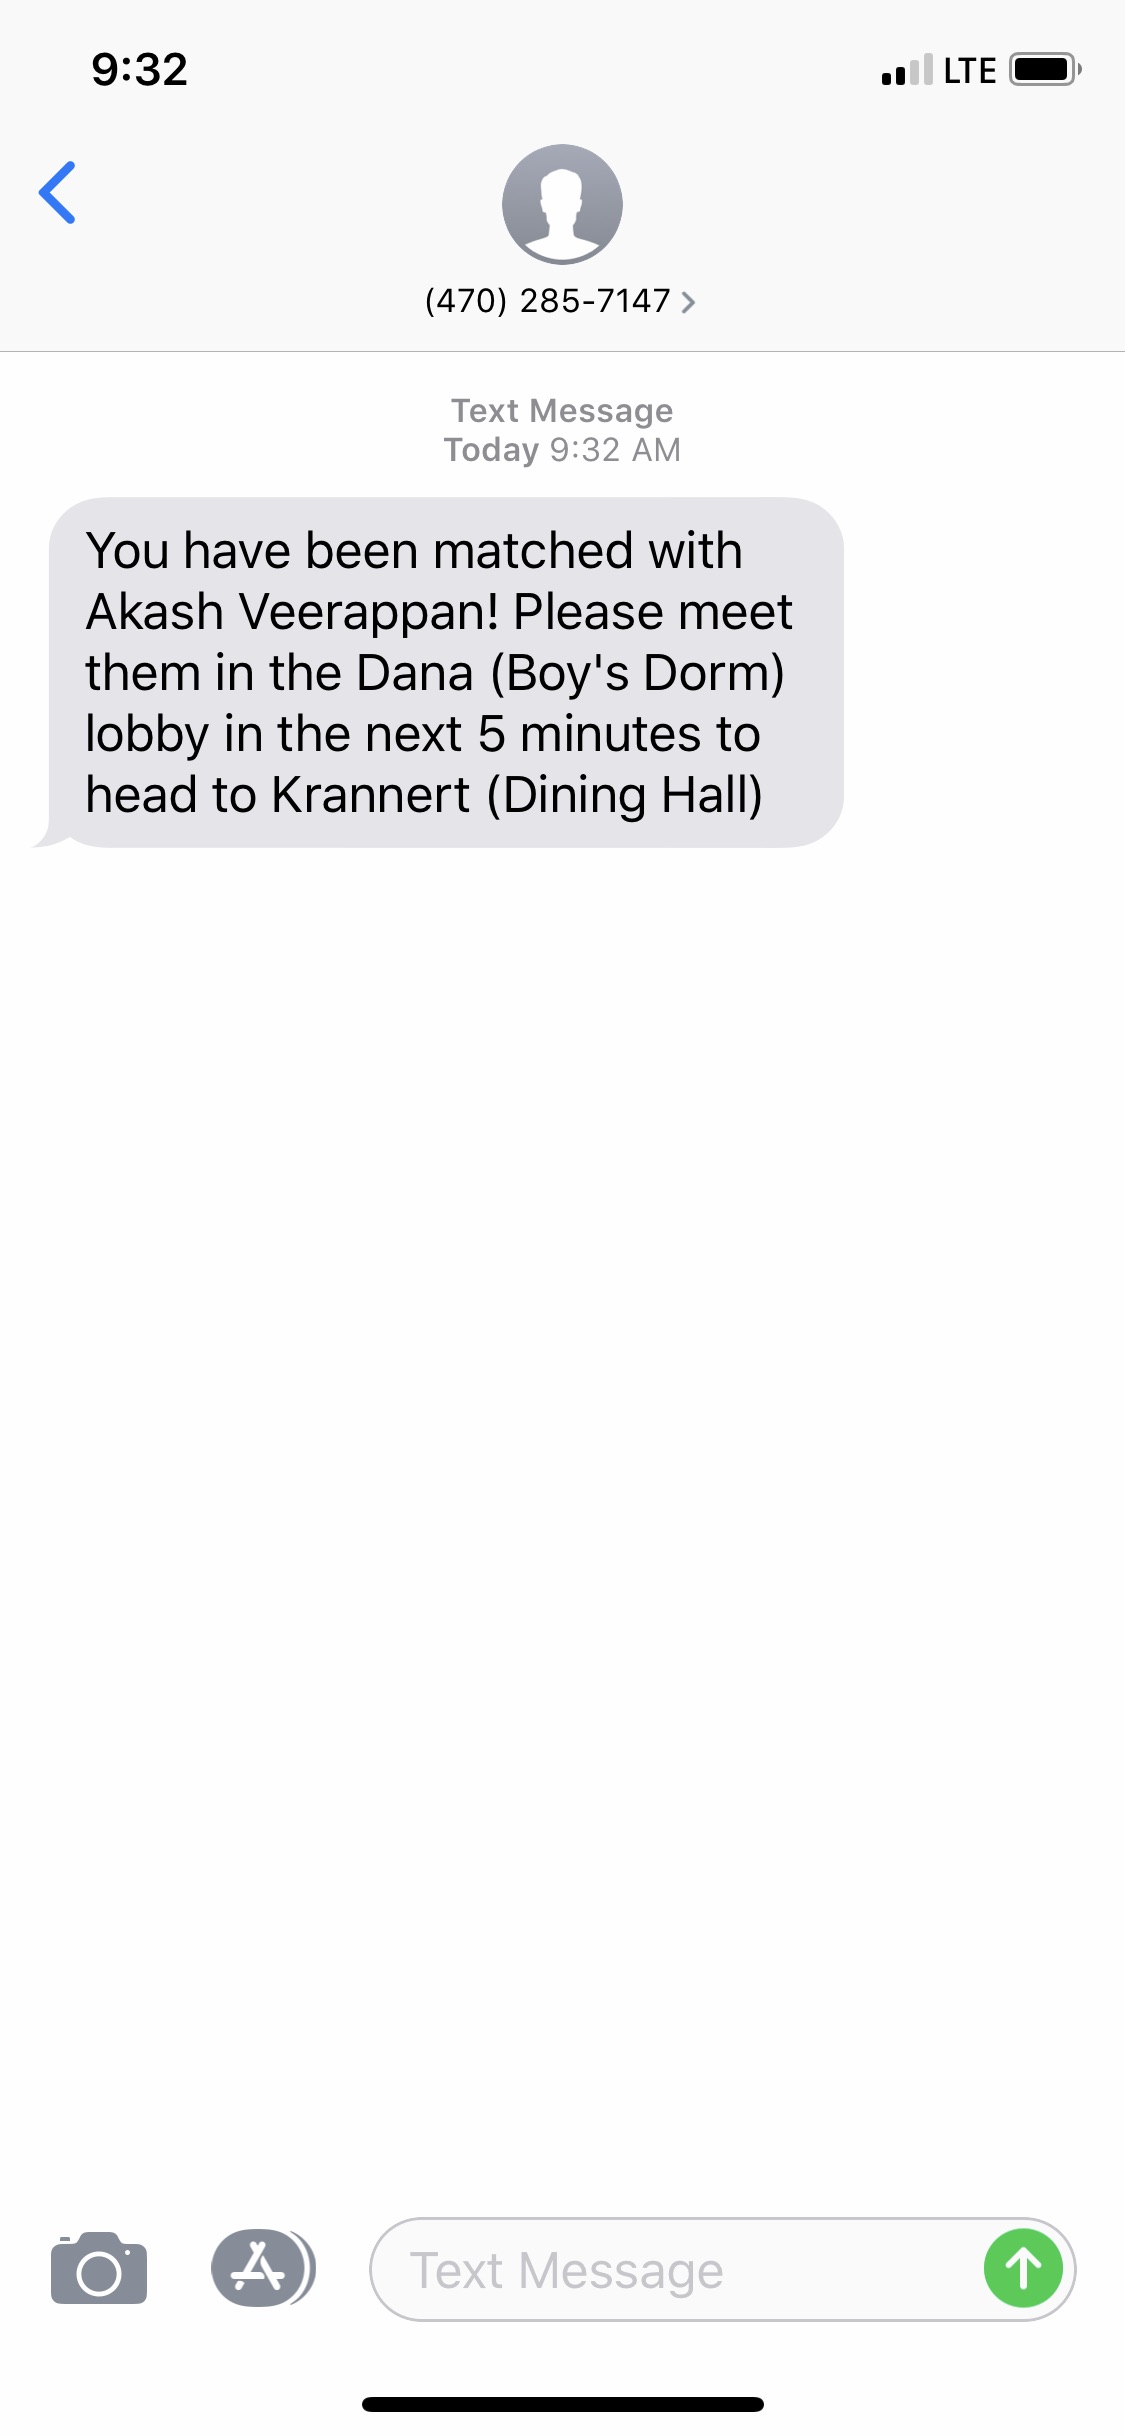 9:32
LTE
(470) 285-7147
Text Message
Today 9:32 AM
You have been matched with
Akash Veerappan! Please meet
them in the Dana (Boy's Dorm)
lobby in the next 5 minutes to
head to Krannert (Dining Hall)
Text Message